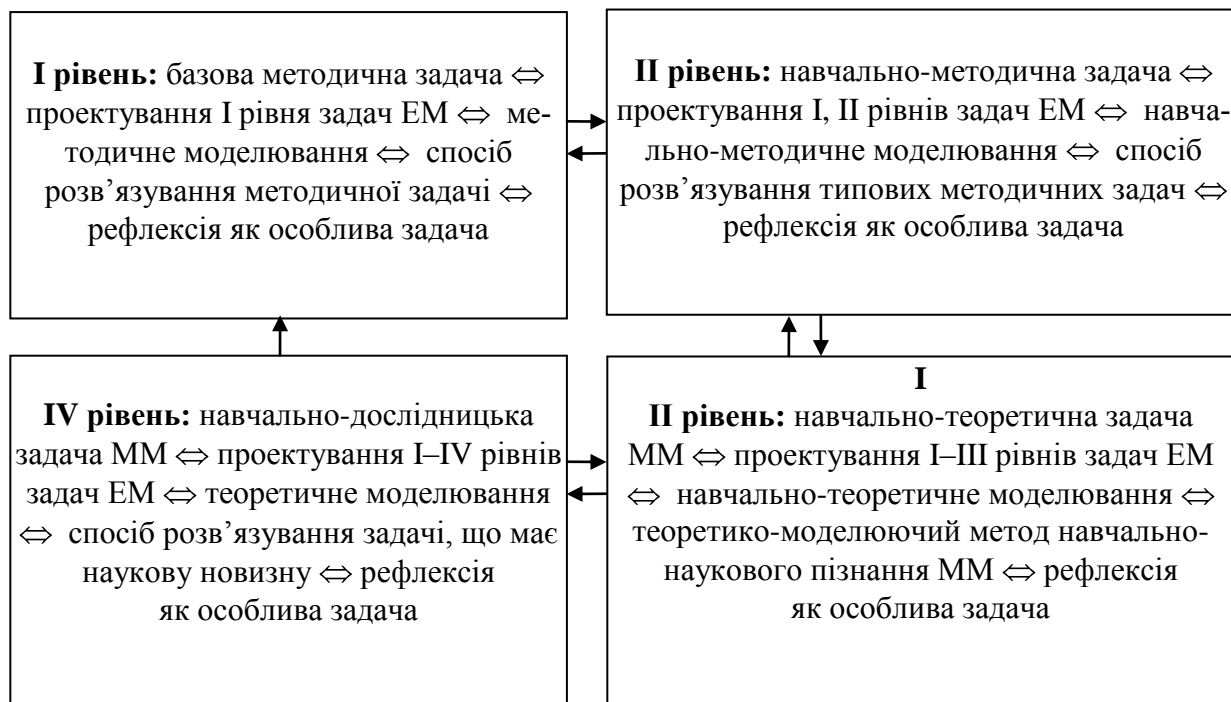 І рівень: базова методична задача ⇔
проектування І рівня задач ЕМ ⇔ ме-
тодичне моделювання ⇔ спосіб
розв’язування методичної задачі ⇔
рефлексія як особлива задача
ІІ рівень: навчально-методична задача ⇔
проектування І, ІІ рівнів задач ЕМ ⇔ навча-
льно-методичне моделювання ⇔ спосіб
розв’язування типових методичних задач ⇔
рефлексія як особлива задача
IV рівень: навчально-дослідницька
задача ММ ⇔ проектування І–IV рівнів
задач ЕМ ⇔ теоретичне моделювання
⇔ спосіб розв’язування задачі, що має
наукову новизну ⇔ рефлексія
як особлива задача
І
ІІ рівень: навчально-теоретична задача
ММ ⇔ проектування І–ІІІ рівнів задач ЕМ
⇔ навчально-теоретичне моделювання ⇔
теоретико-моделюючий метод навчально-
наукового пізнання ММ ⇔ рефлексія
як особлива задача